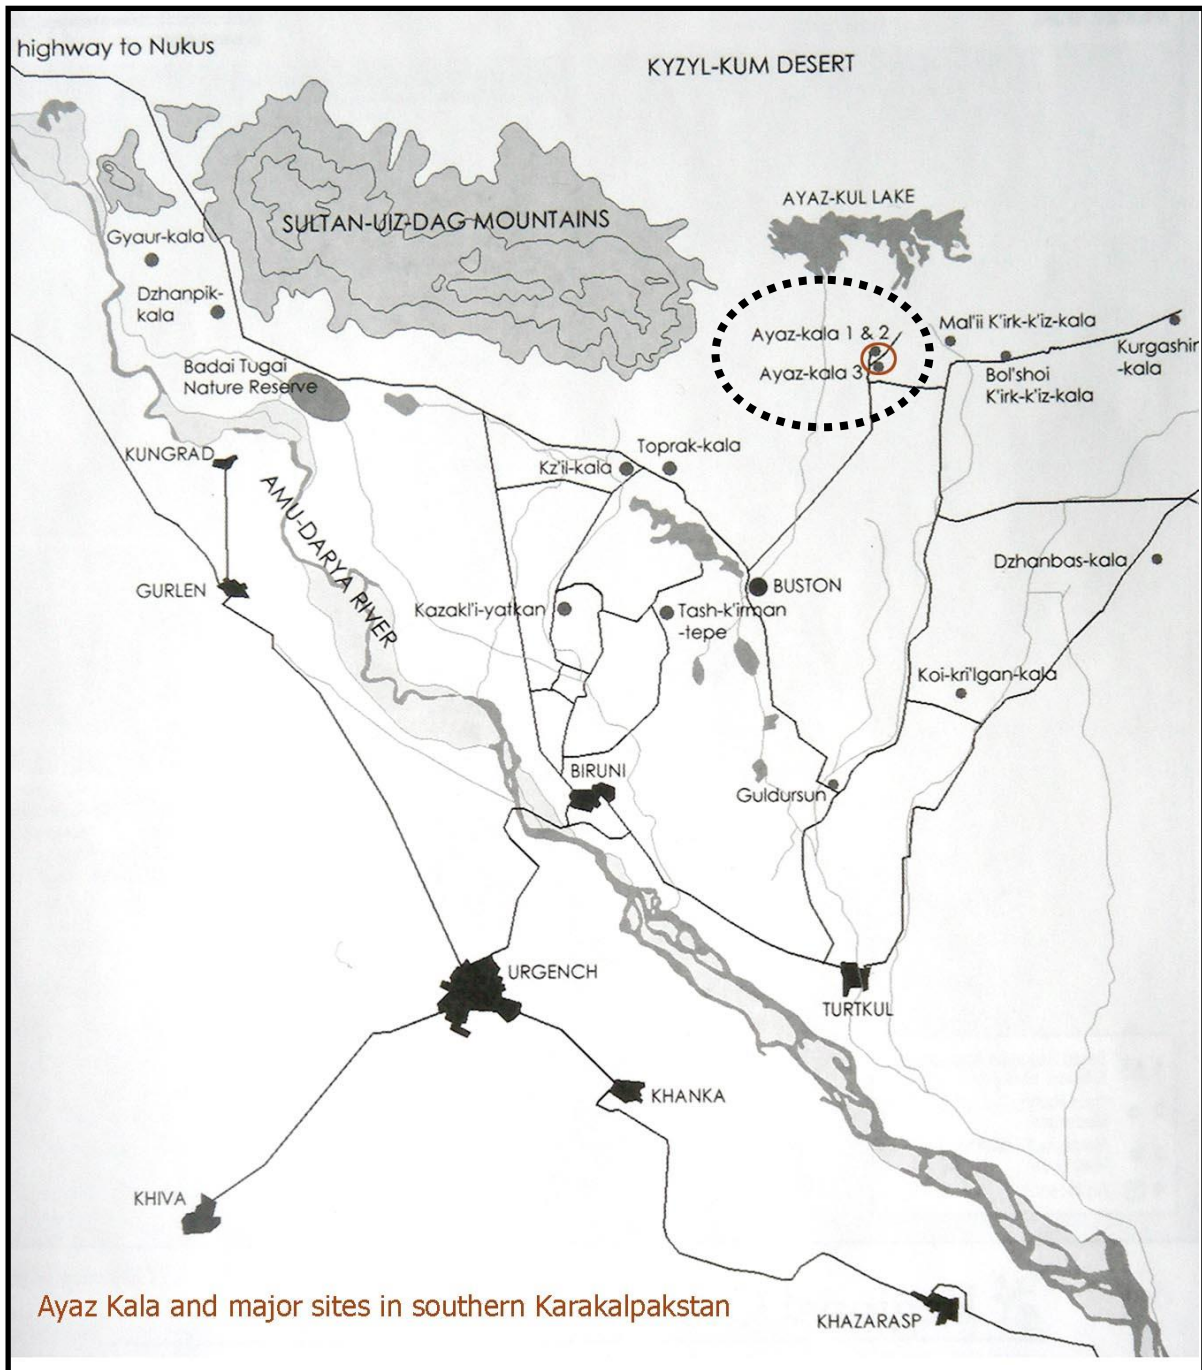 highway to Nukus
KYZYL-KUM DESERT
AYAZ-KUL LAKE
SULTAN-UIZ-DAG MOUNTAINS
Gyaur-kala
Dzhanpik-
kala
Ayaz-kala 1 & 2
Ayaz-kala 3
Mal'ii K'irk-k'iz-kala
Kurgashin
-kala
Bol'shoi
K'irk-k'iz-kala
Badai Tugai
Nature Reserve
KUNGRAD
Kz'il-kala
Toprak-kala
AMU-DARYA RIVER
GURLEN
Kazakl'i-yatkan
Tash-k'irman
-tepe
BUSTON
Dzhanbas-kala
Koi-kri'lgan-kala
BIRUNI
Guldursun
URGENCH
TURTKUL
KHANKA
KHIVA
Ayaz Kala and major sites in southern Karakalpakstan
KHAZARASP